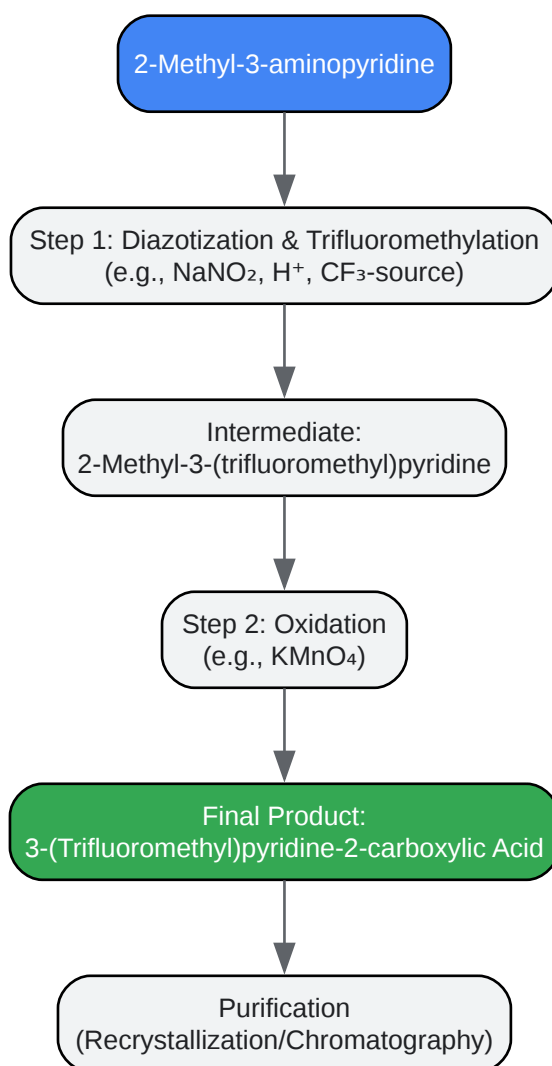 2-Methyl-3-aminopyridine
Step 1: Diazotization & Trifluoromethylation
(e.g., NaNO₂, H⁺, CF₃-source)
Intermediate:
2-Methyl-3-(trifluoromethyl)pyridine
Step 2: Oxidation
(e.g., KMnO₄)
Final Product:
3-(Trifluoromethyl)pyridine-2-carboxylic Acid
Purification
(Recrystallization/Chromatography)